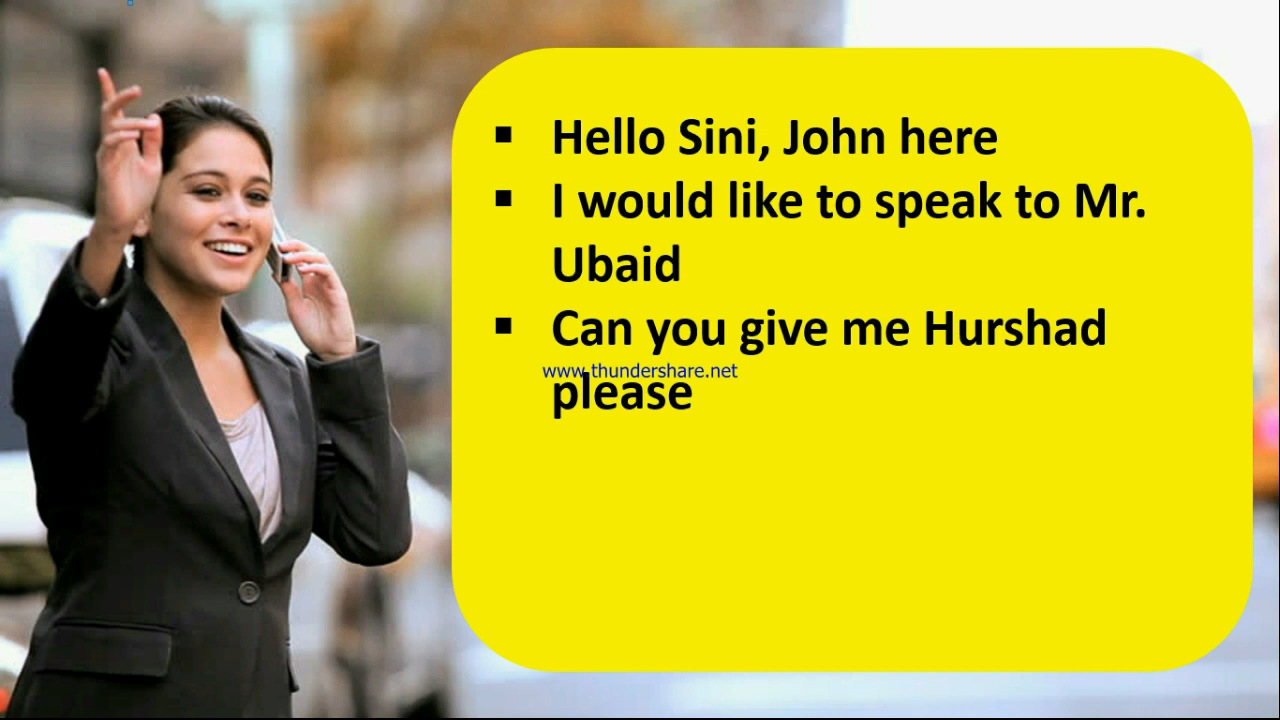 ▪ Hello Sini, John here
▪ I would like to speak to Mr.
Ubaid
▪ Can you give me Hurshad
www.thundershare.net
please